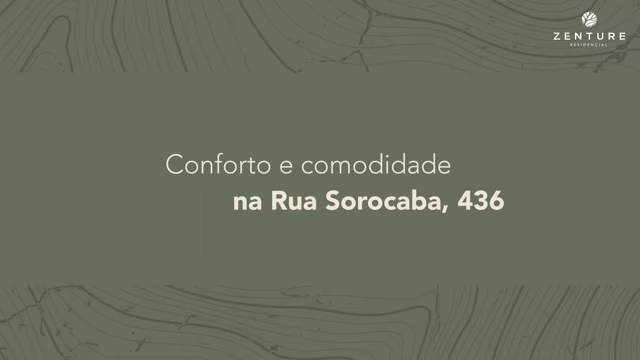 ZENTURE
RESIDENCIAL
Conforto e comodidade
na Rua Sorocaba, 436